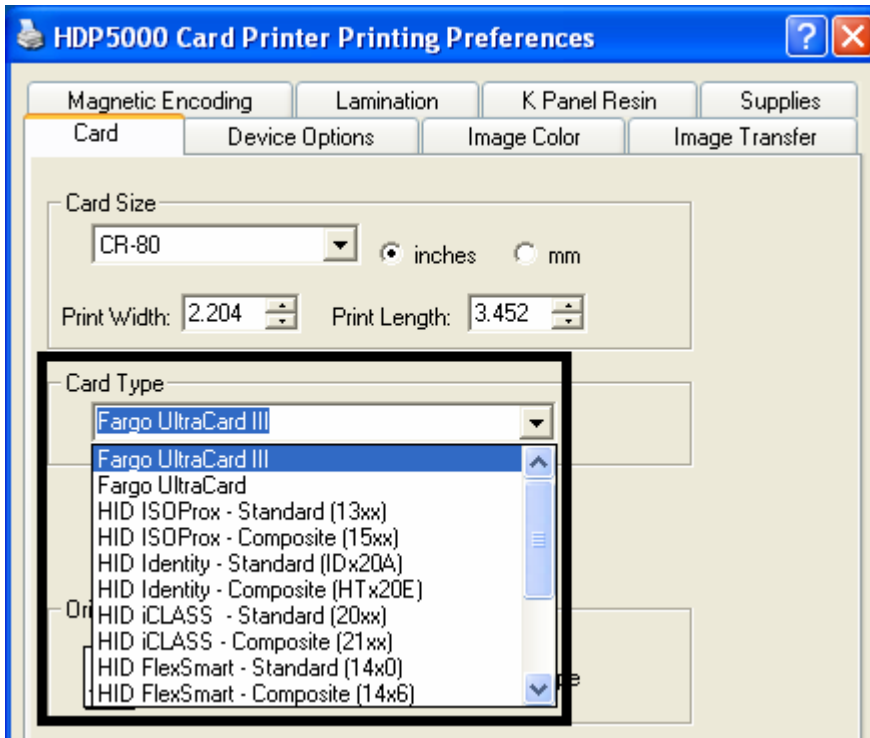 HDP5000 Card Printer Printing Preferences
Magnetic Encoding Lamination K Panel Resin Supplies
Card Device Options Image Color Image Transfer
Card Size
CR-80 inches mm
Print Width: 2.204 Print Length: 3.452
Card Type
Fargo UltraCard III
Fargo UltraCard III
Fargo UltraCard
HID ISOProx - Standard (13xx)
HID ISOProx - Composite (15xx)
HID Identity - Standard (IDx20A)
HID Identity - Composite (HTx20E)
HID iCLASS - Standard (20xx)
HID iCLASS - Composite (21xx)
HID FlexSmart - Standard (14x0)
HID FlexSmart - Composite (14x6)